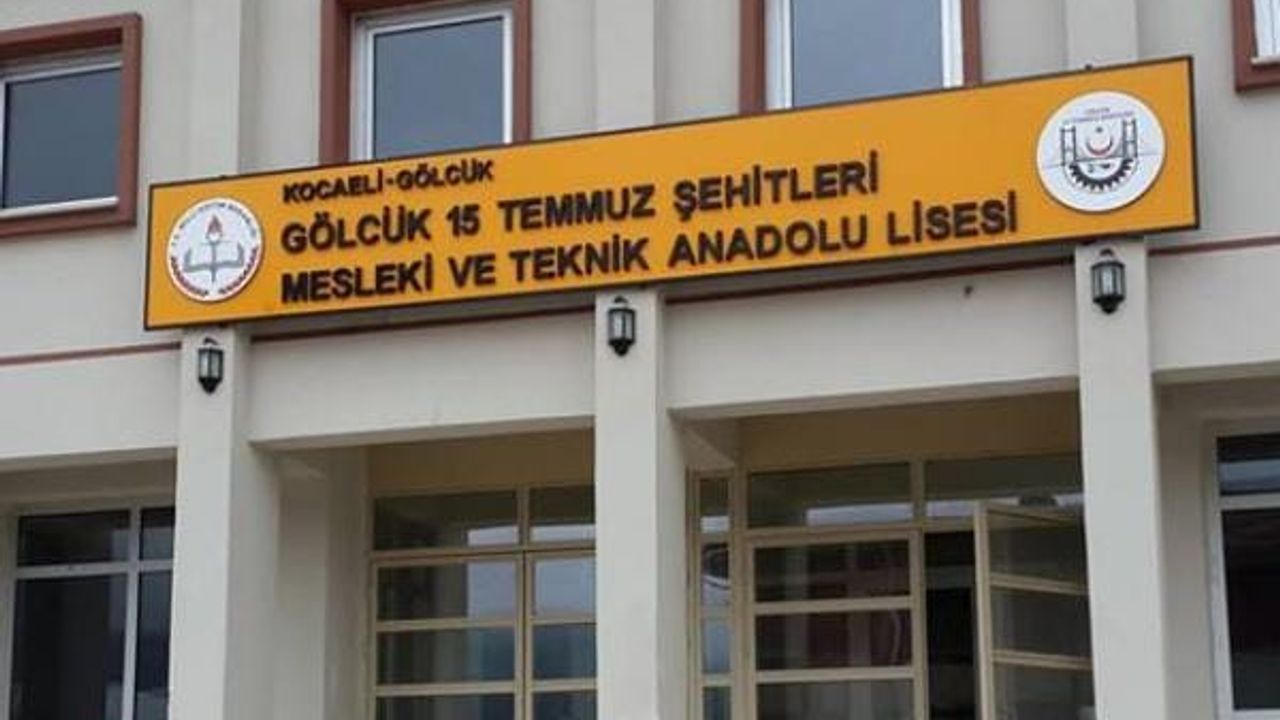 KOCAELİ-GÖLCÜK
GÖLCÜK 15 TEMMUZ ŞEHİTLERİ
MESLEKİ VE TEKNİK ANADOLU LİSESİ